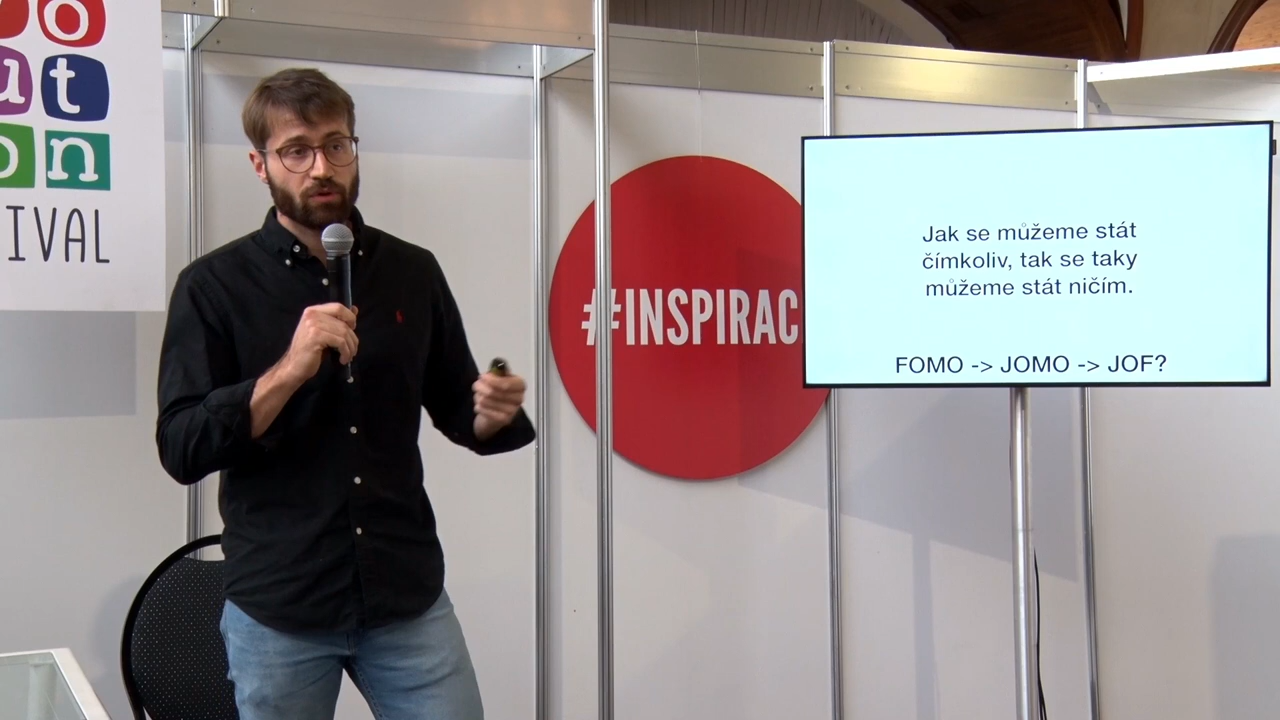 o
ut
on
IVAL
#INSPIRAC
Jak se můžeme stát
čímkoliv, tak se taky
můžeme stát ničím.
FOMO -> JOMO -> JOF?